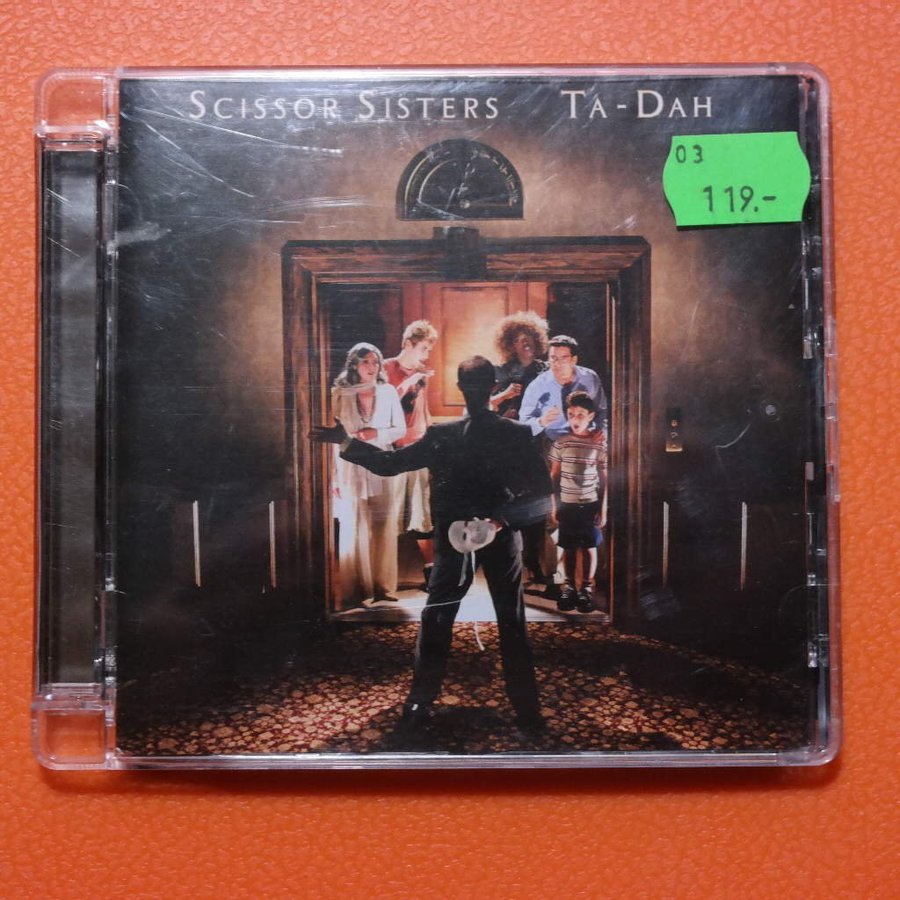 SCISSOR SISTERS TA-DAH
03
119.-